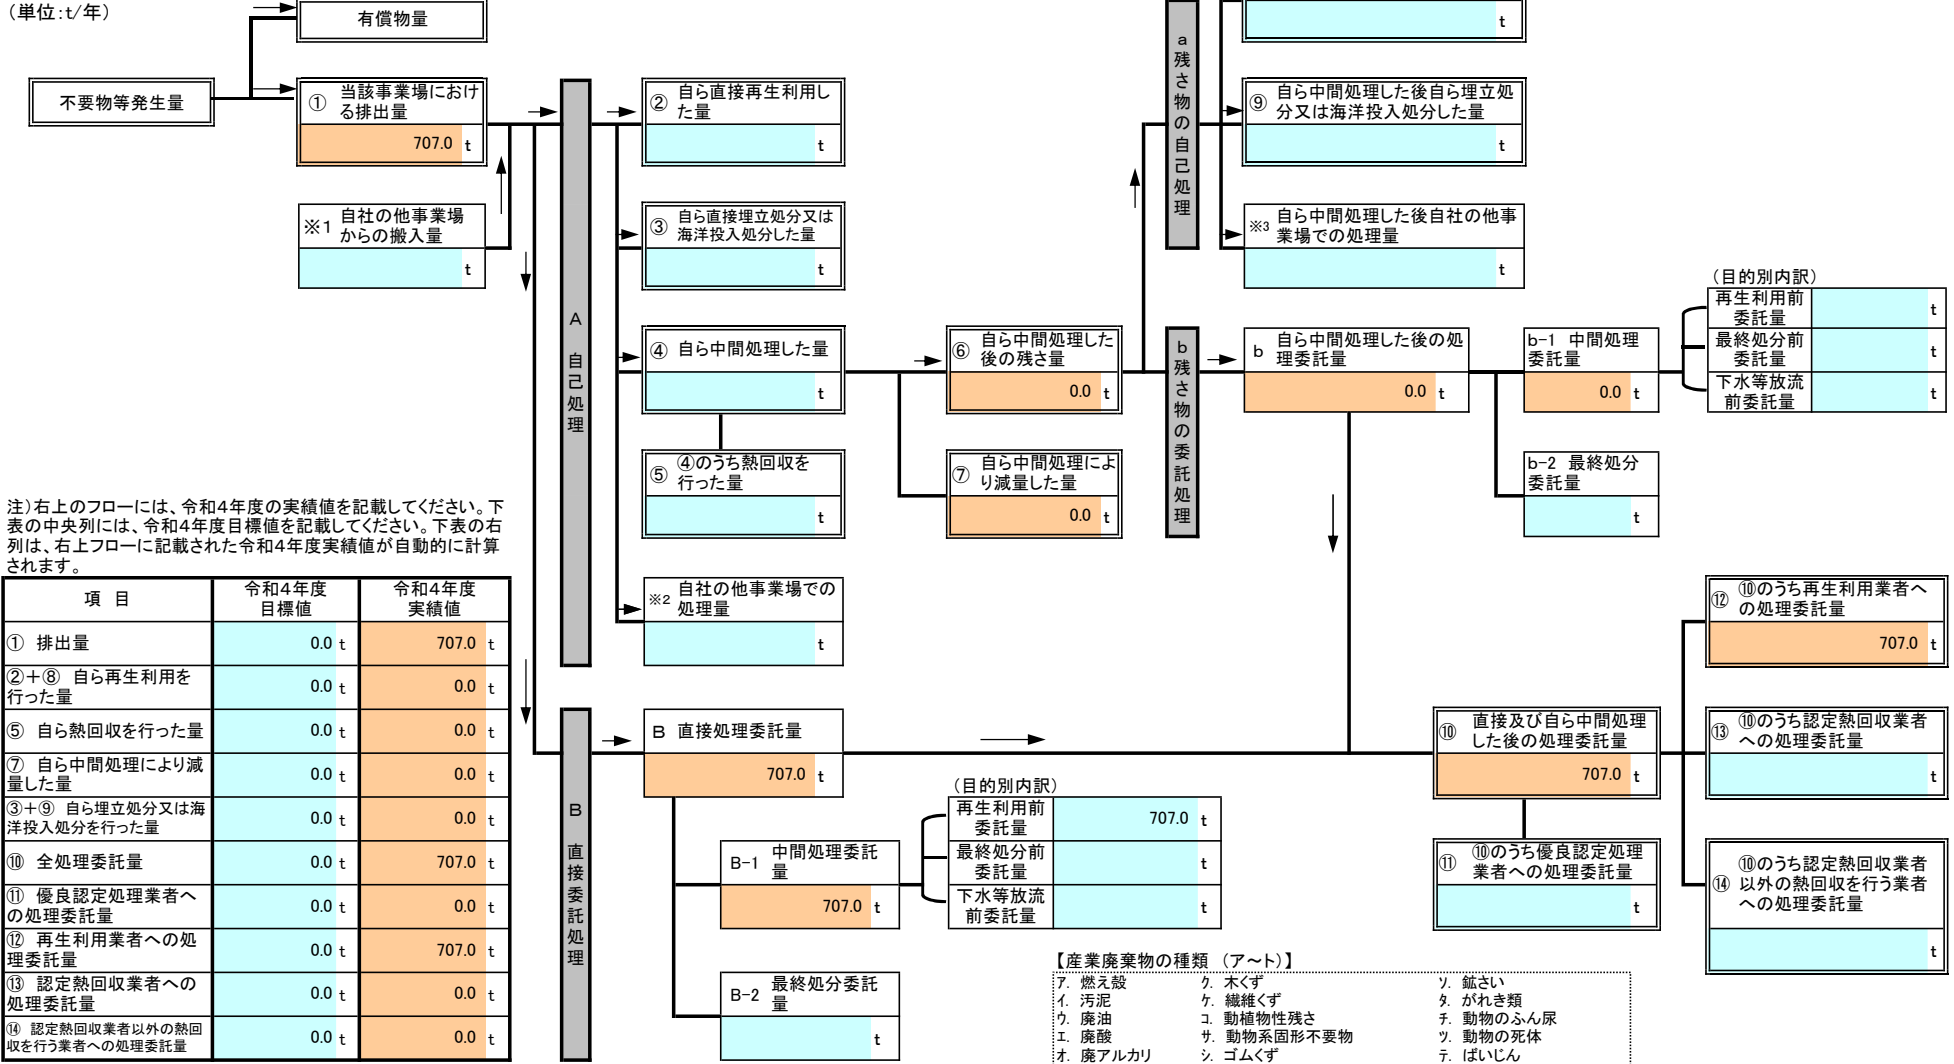 (単位:t/年)
有償物量
不要物等発生量
① 当該事業場におけ
る排出量
707.0 t
※1 自社の他事業場
からの搬入量
t
A 自己処理
② 自ら直接再生利用し
た量
t
③ 自ら直接埋立処分又は
海洋投入処分した量
t
④ 自ら中間処理した量
t
⑤ ④のうち熱回収を
行った量
t
※2 自社の他事業場での
処理量
t
⑥ 自ら中間処理した
後の残さ量
0.0 t
⑦ 自ら中間処理によ
り減量した量
0.0 t
a 残さ物の自己処理
t
⑨ 自ら中間処理した後自ら埋立処
分又は海洋投入処分した量
t
※3 自ら中間処理した後自社の他事
業場での処理量
t
b 残さ物の委託処理
b 自ら中間処理した後の処
理委託量
0.0 t
b-1 中間処理
委託量
0.0 t
b-2 最終処分
委託量
t
(目的別内訳)
再生利用前
委託量
t
最終処分前
委託量
t
下水等放流
前委託量
t
注)右上のフローには、令和4年度の実績値を記載してください。下
表の中央列には、令和4年度目標値を記載してください。下表の右
列は、右上フローに記載された令和4年度実績値が自動的に計算
されます。
項 目
令和4年度
目標値
令和4年度
実績値
① 排出量
0.0 t 707.0 t
②+⑧ 自ら再生利用を
行った量
0.0 t 0.0 t
⑤ 自ら熱回収を行った量
0.0 t 0.0 t
⑦ 自ら中間処理により減
量した量
0.0 t 0.0 t
③+⑨ 自ら埋立処分又は海
洋投入処分を行った量
0.0 t 0.0 t
⑩ 全処理委託量
0.0 t 707.0 t
⑪ 優良認定処理業者へ
の処理委託量
0.0 t 0.0 t
⑫ 再生利用業者への処
理委託量
0.0 t 707.0 t
⑬ 認定熱回収業者への
処理委託量
0.0 t 0.0 t
⑭ 認定熱回収業者以外の熱回
収を行う業者への処理委託量
0.0 t 0.0 t
B 直接委託処理
B 直接処理委託量
707.0 t
B-1 中間処理委託
量
707.0 t
B-2 最終処分委託
量
t
(目的別内訳)
再生利用前
委託量
707.0 t
最終処分前
委託量
t
下水等放流
前委託量
t
⑩ 直接及び自ら中間処理
した後の処理委託量
707.0 t
⑪ ⑩のうち優良認定処理
業者への処理委託量
t
⑫ ⑩のうち再生利用業者へ
の処理委託量
707.0 t
⑬ ⑩のうち認定熱回収業者
への処理委託量
t
⑭ ⑩のうち認定熱回収業者
以外の熱回収を行う業者
への処理委託量
t
【産業廃棄物の種類 (ア~ト)】
ア. 燃え殻 ク. 木くず ソ. 鉱さい
イ. 汚泥 ケ. 繊維くず タ. がれき類
ウ. 廃油 コ. 動植物性残さ チ. 動物のふん尿
エ. 廃酸 サ. 動物系固形不要物 ツ. 動物の死体
オ. 廃アルカリ シ. ゴムくず テ. ばいじん